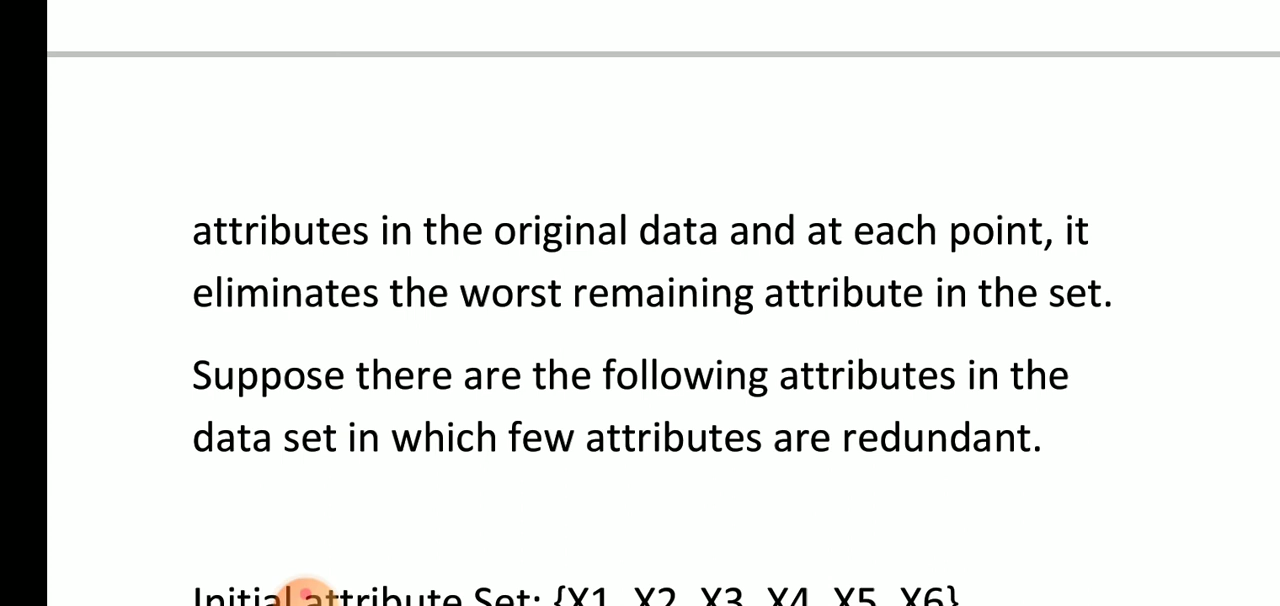 attributes in the original data and at each point, it
eliminates the worst remaining attribute in the set.
Suppose there are the following attributes in the
data set in which few attributes are redundant.
Initial attribute Set: {X1, X2, X3, X4, X5, X6}